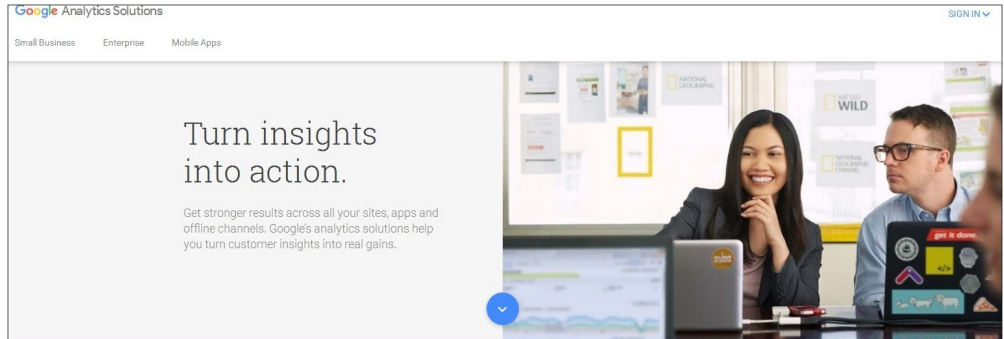 Google Analytics Solutions
SIGN IN
Small Business Enterprise Mobile Apps
Turn insights
into action.
Get stronger results across all your sites, apps and
offline channels. Google's analytics solutions help
you turn customer insights into real gains.
NATIONAL
GEOGRAPHIC
NAT GEO
WILD
NATIONAL
GEOGRAPHIC
CHANNEL
get it done.
</>